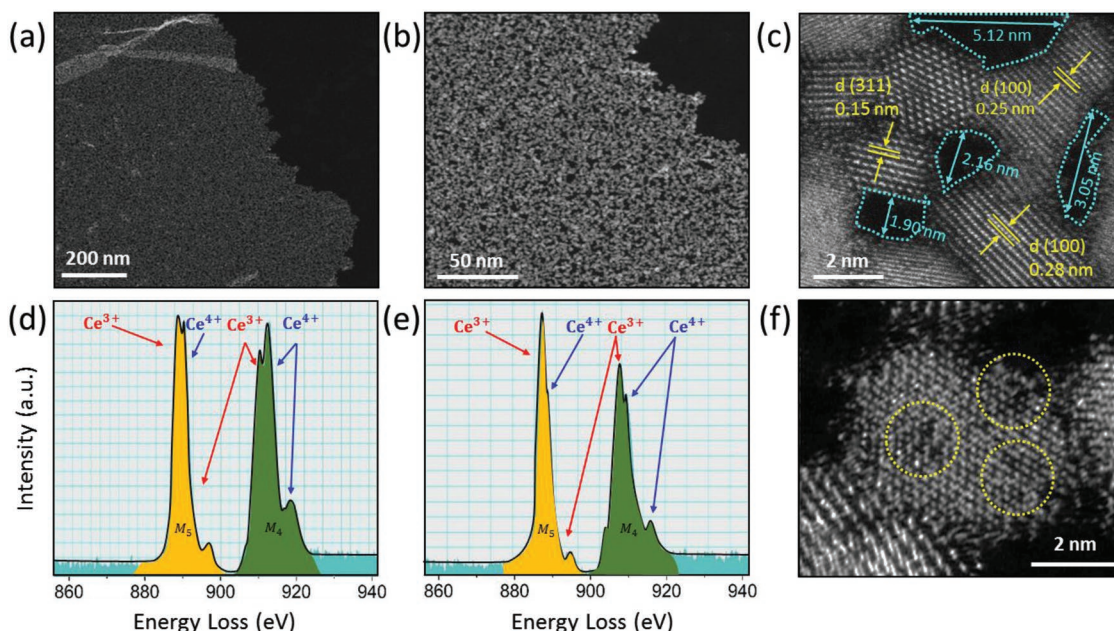 (a)
200 nm
(b)
50 nm
(c)
5.12 nm
d (311)
0.15 nm
d (100)
0.25 nm
2.16 nm
3.05 nm
1.90 nm
d (100)
0.28 nm
2 nm
(d)
Ce³⁺
Ce⁴⁺
Ce³⁺
Ce⁴⁺
M₅
M₄
Intensity (a.u.)
860 880 900 920 940
Energy Loss (eV)
(e)
Ce³⁺
Ce⁴⁺
Ce³⁺
Ce⁴⁺
M₅
M₄
860 880 900 920 940
Energy Loss (eV)
(f)
2 nm